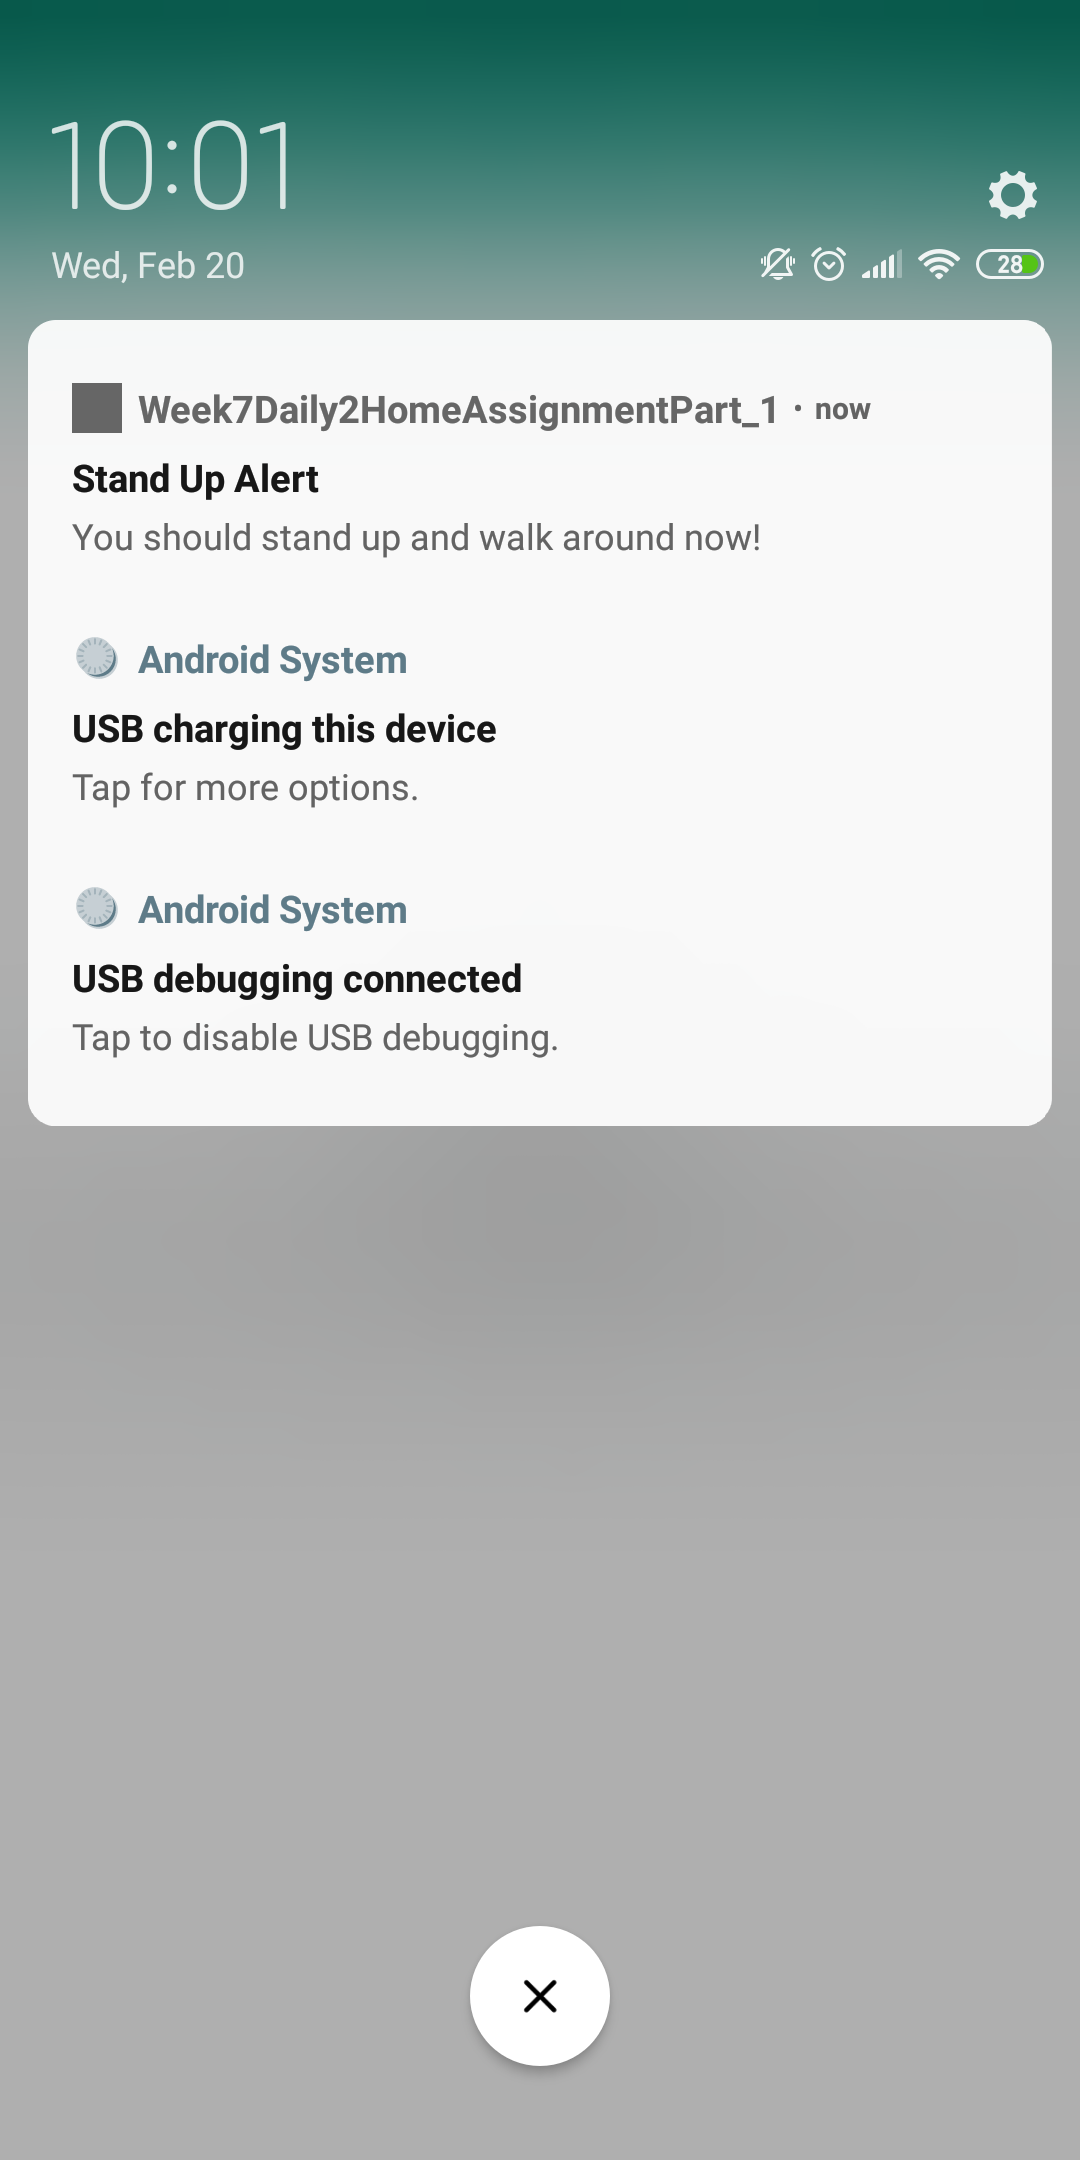 10:01
Wed, Feb 20
28
Week7Daily2HomeAssignmentPart_1 · now
Stand Up Alert
You should stand up and walk around now!
Android System
USB charging this device
Tap for more options.
Android System
USB debugging connected
Tap to disable USB debugging.